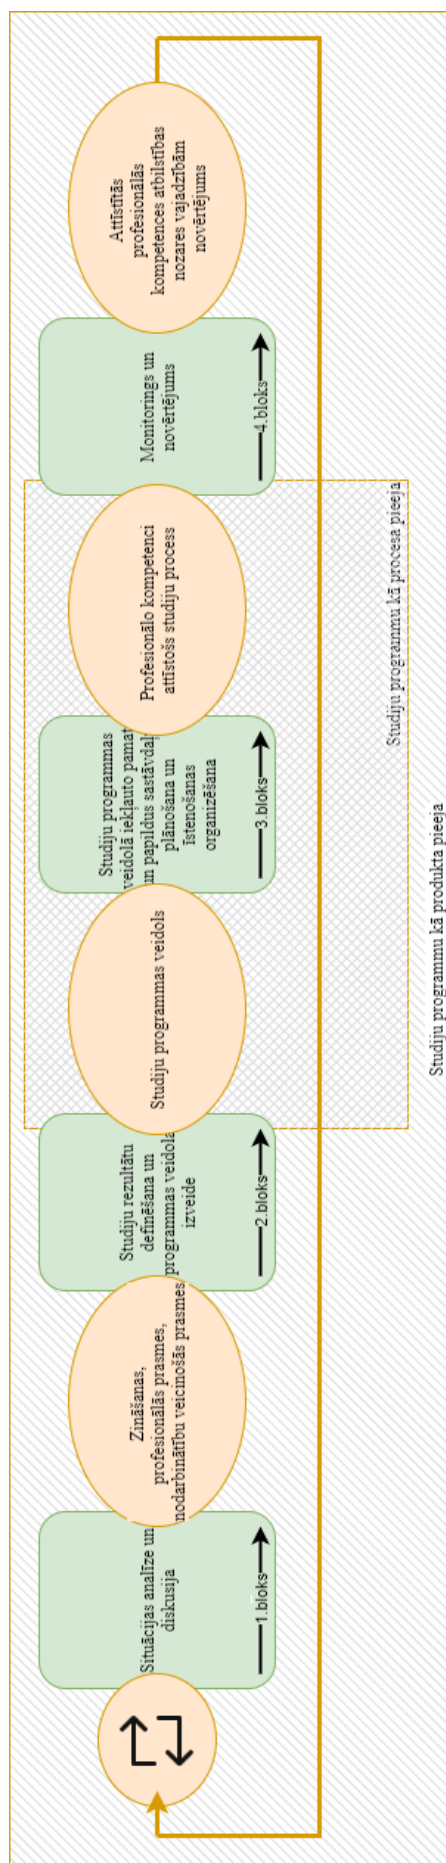 Situācijas analīze un
diskusija
1.bloks
Zināšanas,
profesionālās prasmes,
nodarbinātību veicinošās prasmes
Studiju rezultātu
definēšana un
programmas veidola
izveide
2.bloks
Studiju programmas veidols
Studiju programmas
veidolā iekļauto pamat
un papildus sastāvdaļ
plānošana un
īstenošanas
organizēšana
3.bloks
Profesionālo kompetenci
attīstošs studiju process
Monitorings un
novērtējums
4.bloks
Attīstītās
profesionālās
kompetences atbilstības
nozares vajadzībām
novērtējums
Studiju programmu kā procesa pieeja
Studiju programmu kā produkta pieeja